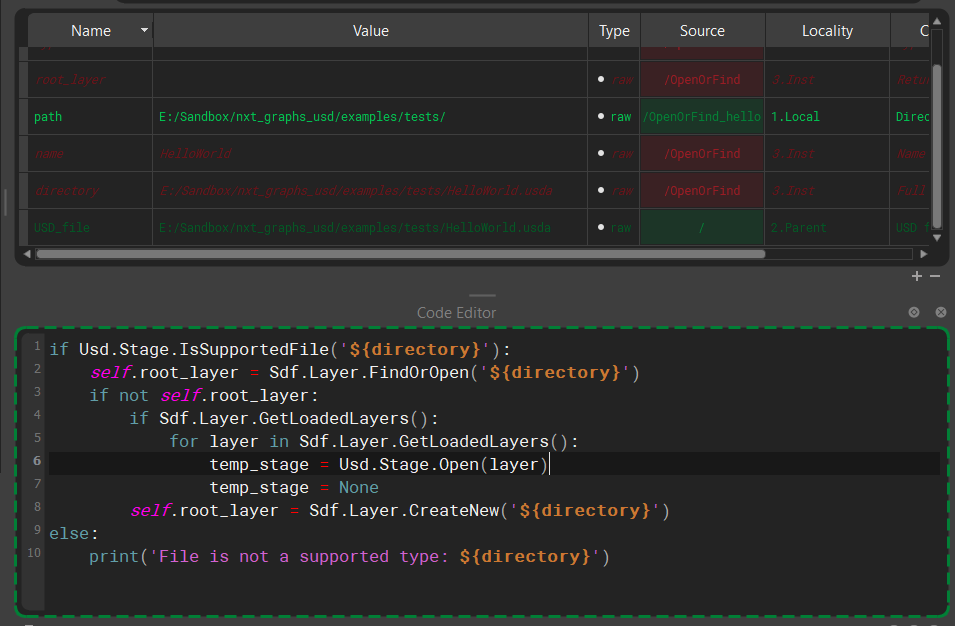 Name Value Type Source Locality C
root_layer raw /OpenOrFind 3.Inst Retur
path E:/Sandbox/nxt_graphs_usd/examples/tests/ raw /OpenOrFind_hello 1.Local Direc
name HelloWorld raw /OpenOrFind 3.Inst Name
directory E:/Sandbox/nxt_graphs_usd/examples/tests/HelloWorld.usda raw /OpenOrFind 3.Inst Full
USD_file E:/Sandbox/nxt_graphs_usd/examples/tests/HelloWorld.usda raw / 2.Parent USD f
Code Editor
1 if Usd.Stage.IsSupportedFile('${directory}'):
2 self.root_layer = Sdf.Layer.FindOrOpen('${directory}')
3 if not self.root_layer:
4 if Sdf.Layer.GetLoadedLayers():
5 for layer in Sdf.Layer.GetLoadedLayers():
6 temp_stage = Usd.Stage.Open(layer)
7 temp_stage = None
8 self.root_layer = Sdf.Layer.CreateNew('${directory}')
9 else:
10 print('File is not a supported type: ${directory}')